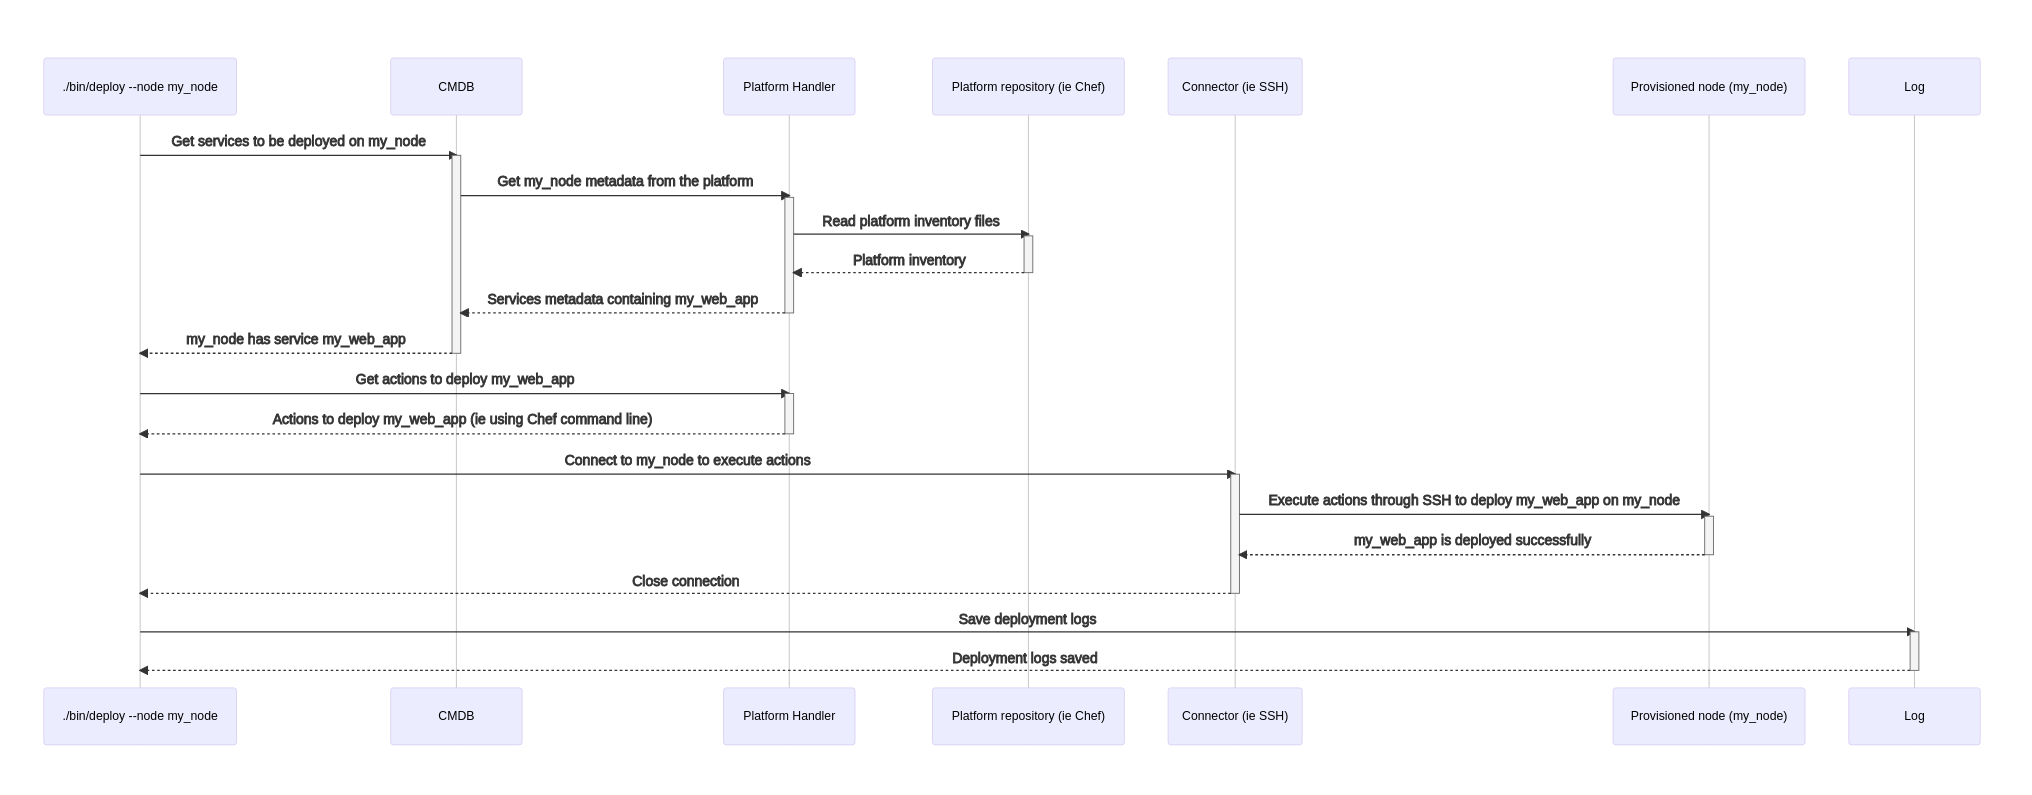 ./bin/deploy --node my_node
CMDB
Platform Handler
Platform repository (ie Chef)
Connector (ie SSH)
Provisioned node (my_node)
Log
Get services to be deployed on my_node
Get my_node metadata from the platform
Read platform inventory files
Platform inventory
Services metadata containing my_web_app
my_node has service my_web_app
Get actions to deploy my_web_app
Actions to deploy my_web_app (ie using Chef command line)
Connect to my_node to execute actions
Execute actions through SSH to deploy my_web_app on my_node
my_web_app is deployed successfully
Close connection
Save deployment logs
Deployment logs saved
./bin/deploy --node my_node
CMDB
Platform Handler
Platform repository (ie Chef)
Connector (ie SSH)
Provisioned node (my_node)
Log